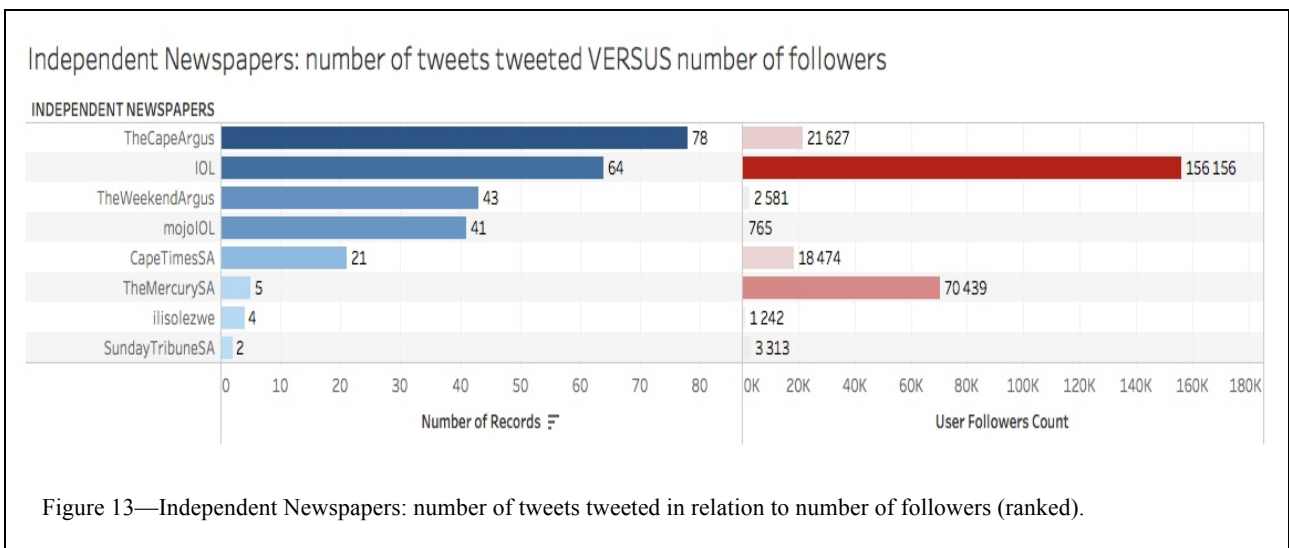 Independent Newspapers: number of tweets tweeted VERSUS number of followers
INDEPENDENT NEWSPAPERS
TheCapeArgus 78 21 627
IOL 64 156 156
TheWeekendArgus 43 2 581
mojoIOL 41 765
CapeTimesSA 21 18 474
TheMercurySA 5 70 439
ilisolezwe 4 1 242
SundayTribuneSA 2 3 313
0 10 20 30 40 50 60 70 80 0K 20K 40K 60K 80K 100K 120K 140K 160K 180K
Number of Records User Followers Count
Figure 13—Independent Newspapers: number of tweets tweeted in relation to number of followers (ranked).